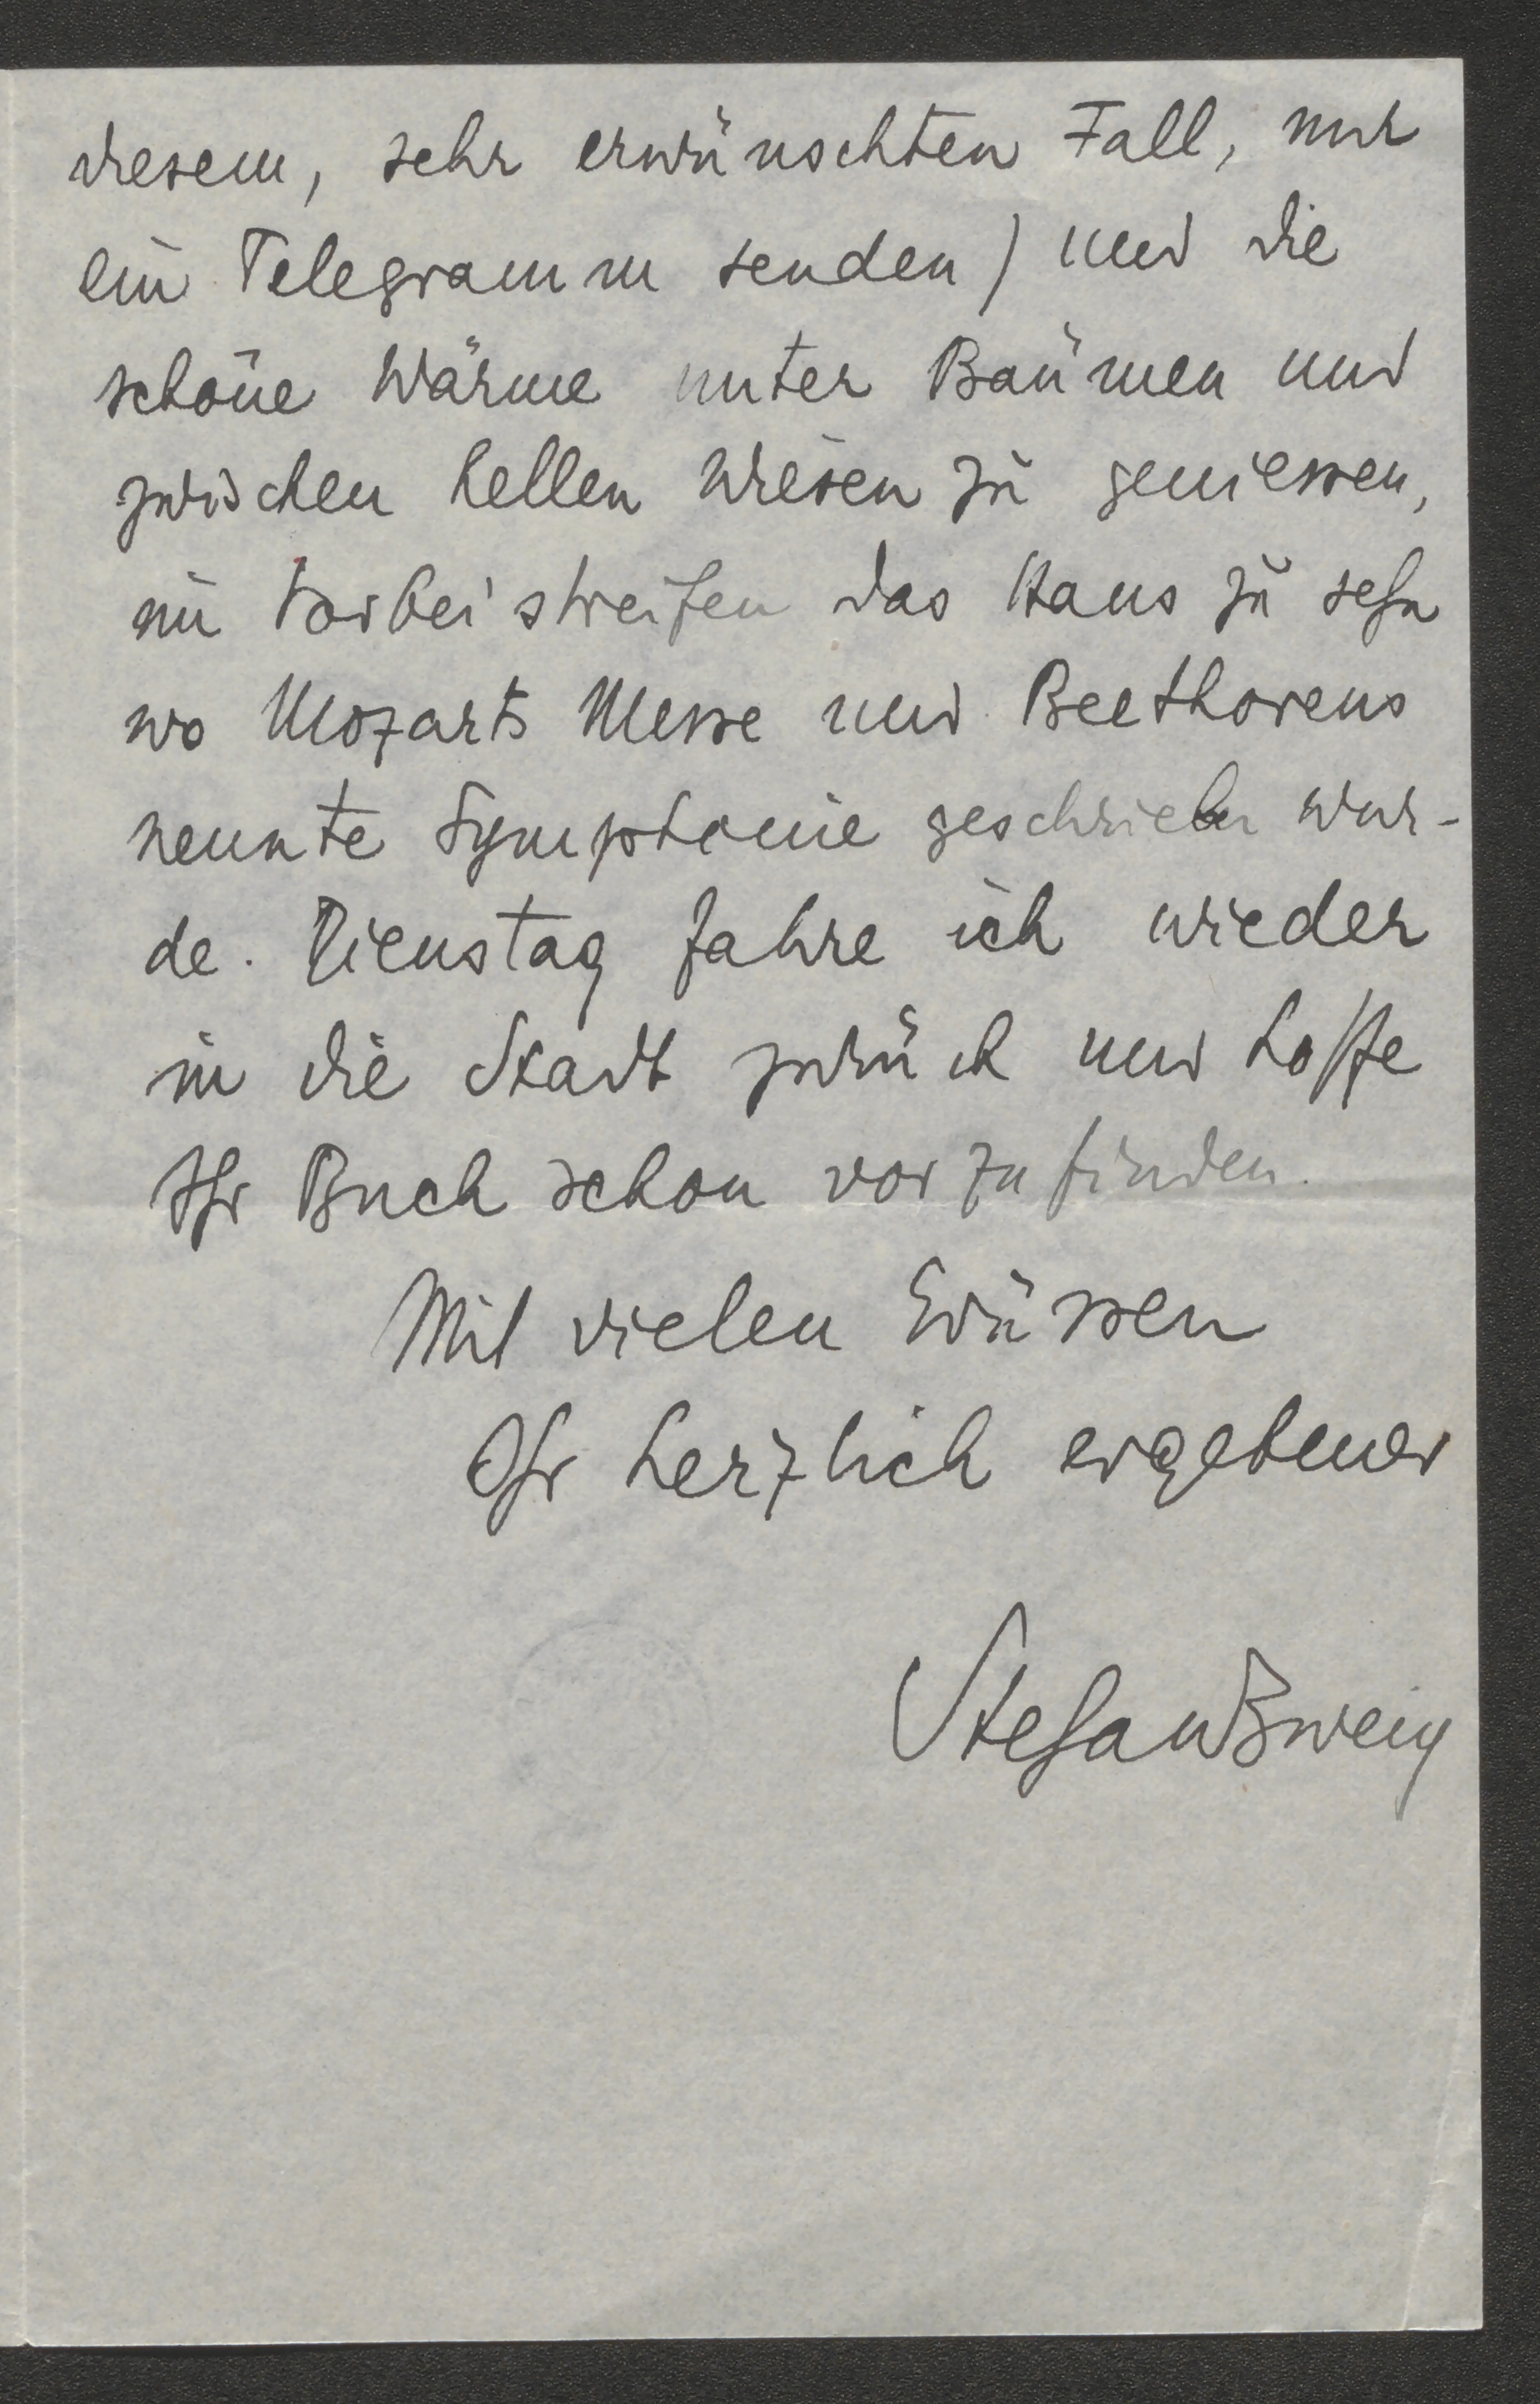 diesem, sehr erwünschten Fall, mir
ein Telegramm senden) und die
schöne Wärme unter Bäumen und
zwischen hellen Wiesen zu geniessen,
im Vorbeistreifen das Haus zu sehn
wo Mozarts Messe und Beethovens
neunte Symphonie geschrieben wur-
de. Dienstag fahre ich wieder
in die Stadt zurück und hoffe
Ihr Buch schon vorzufinden.
Mit vielen Grüssen
Ihr herzlich ergebener
Stefan Zweig